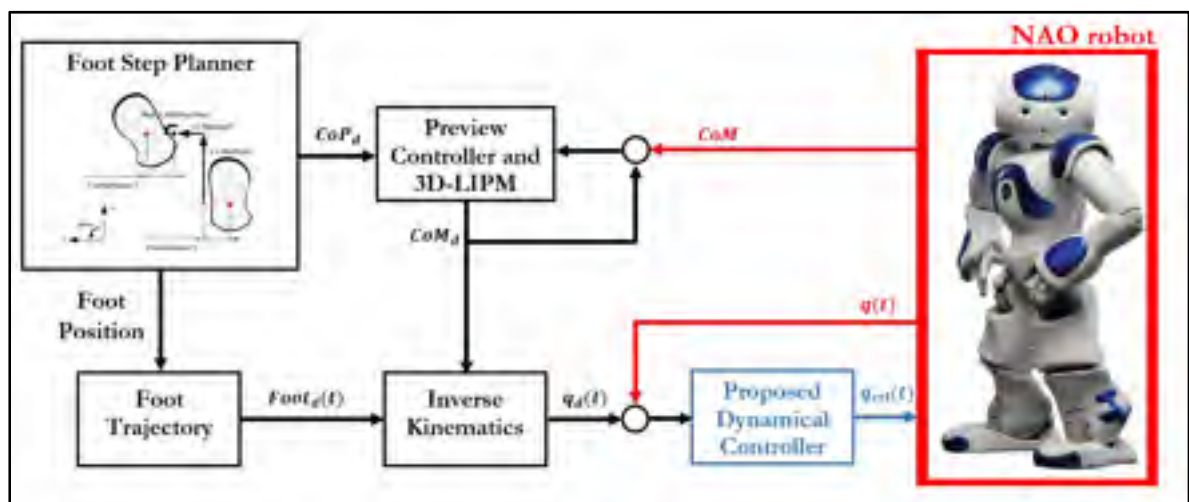 NAO robot
Foot Step Planner
CoP_d
Preview
Controller and
3D-LIPM
CoM
CoM_d
Foot
Position
q(t)
Foot
Trajectory
Foot_d(t)
Inverse
Kinematics
q_d(t)
Proposed
Dynamical
Controller